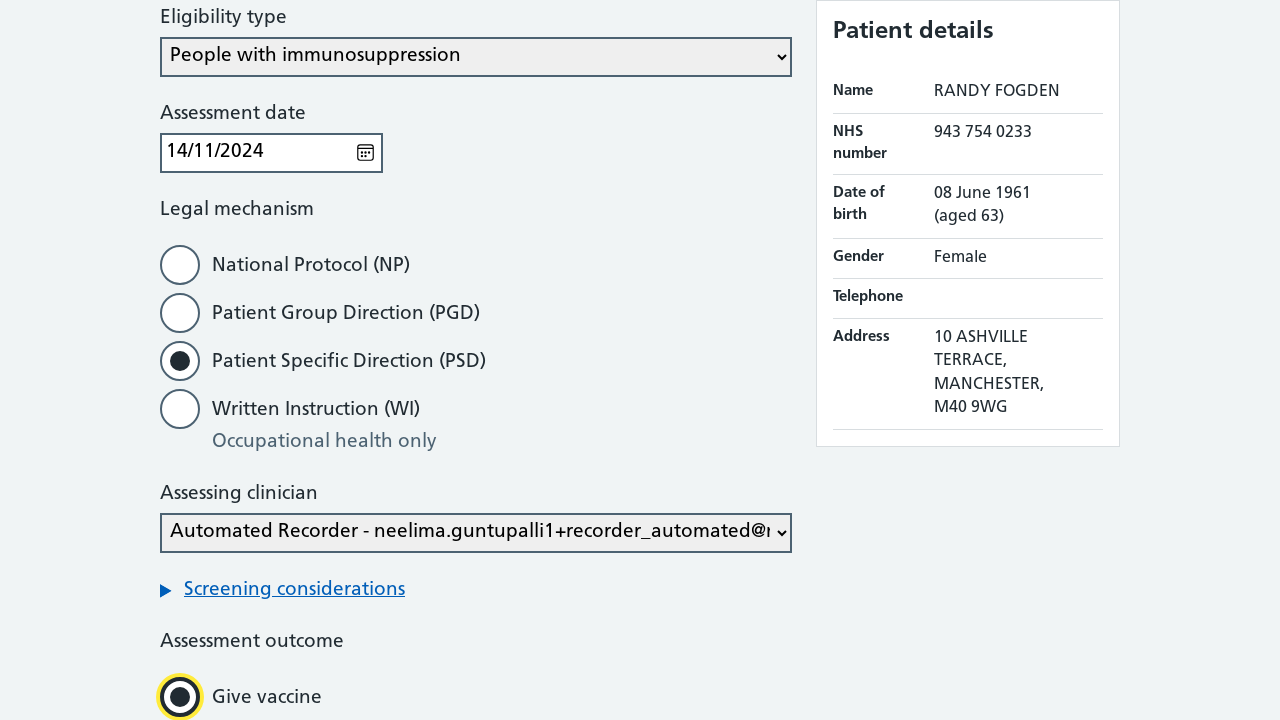 Eligibility type
People with immunosuppression
Assessment date
14/11/2024
Legal mechanism
National Protocol (NP)
Patient Group Direction (PGD)
Patient Specific Direction (PSD)
Written Instruction (WI)
Occupational health only
Assessing clinician
Automated Recorder - neelima.guntupalli1+recorder_automated@
Screening considerations
Assessment outcome
Give vaccine
Patient details
Name RANDY FOGDEN
NHS number 943 754 0233
Date of birth 08 June 1961 (aged 63)
Gender Female
Telephone
Address 10 ASHVILLE
TERRACE,
MANCHESTER,
M40 9WG